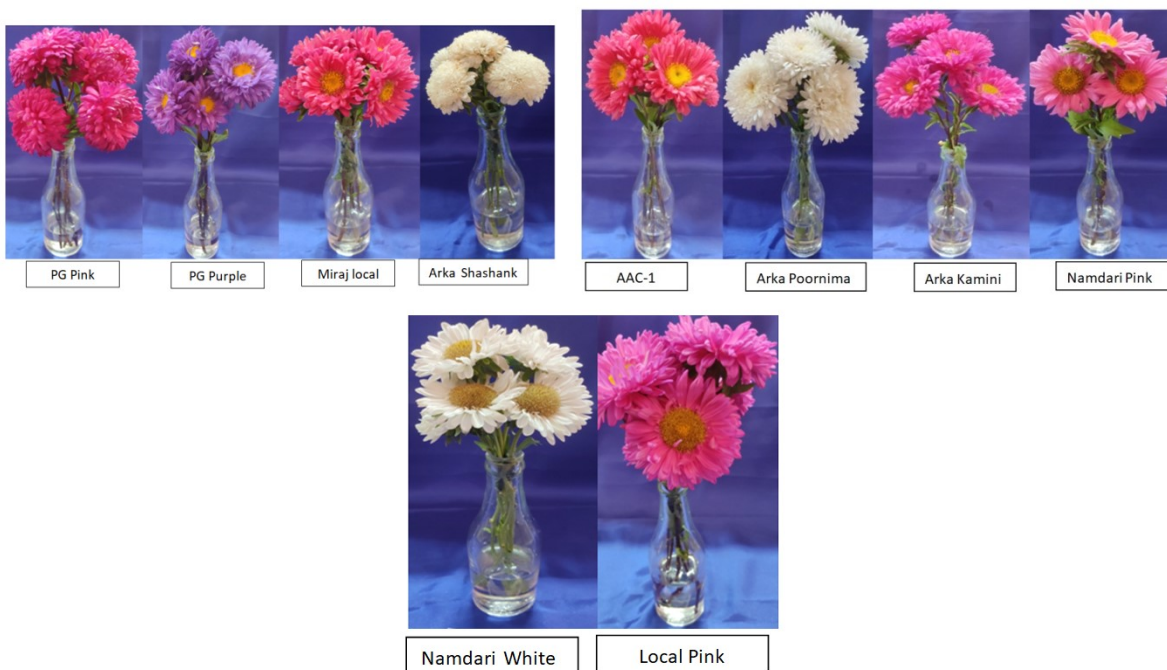 PG Pink
PG Purple
Miraj local
Arka Shashank
AAC-1
Arka Poornima
Arka Kamini
Namdari Pink
Namdari White
Local Pink